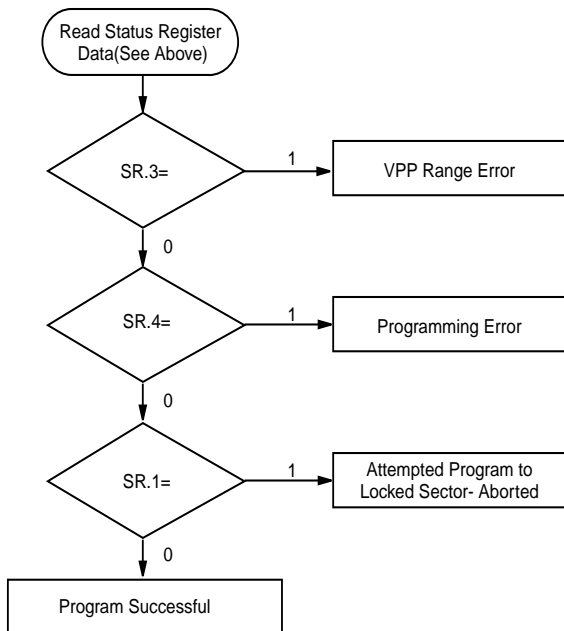 Read Status Register
Data(See Above)
SR.3=
1
VPP Range Error
0
SR.4=
1
Programming Error
0
SR.1=
1
Attempted Program to
Locked Sector- Aborted
0
Program Successful